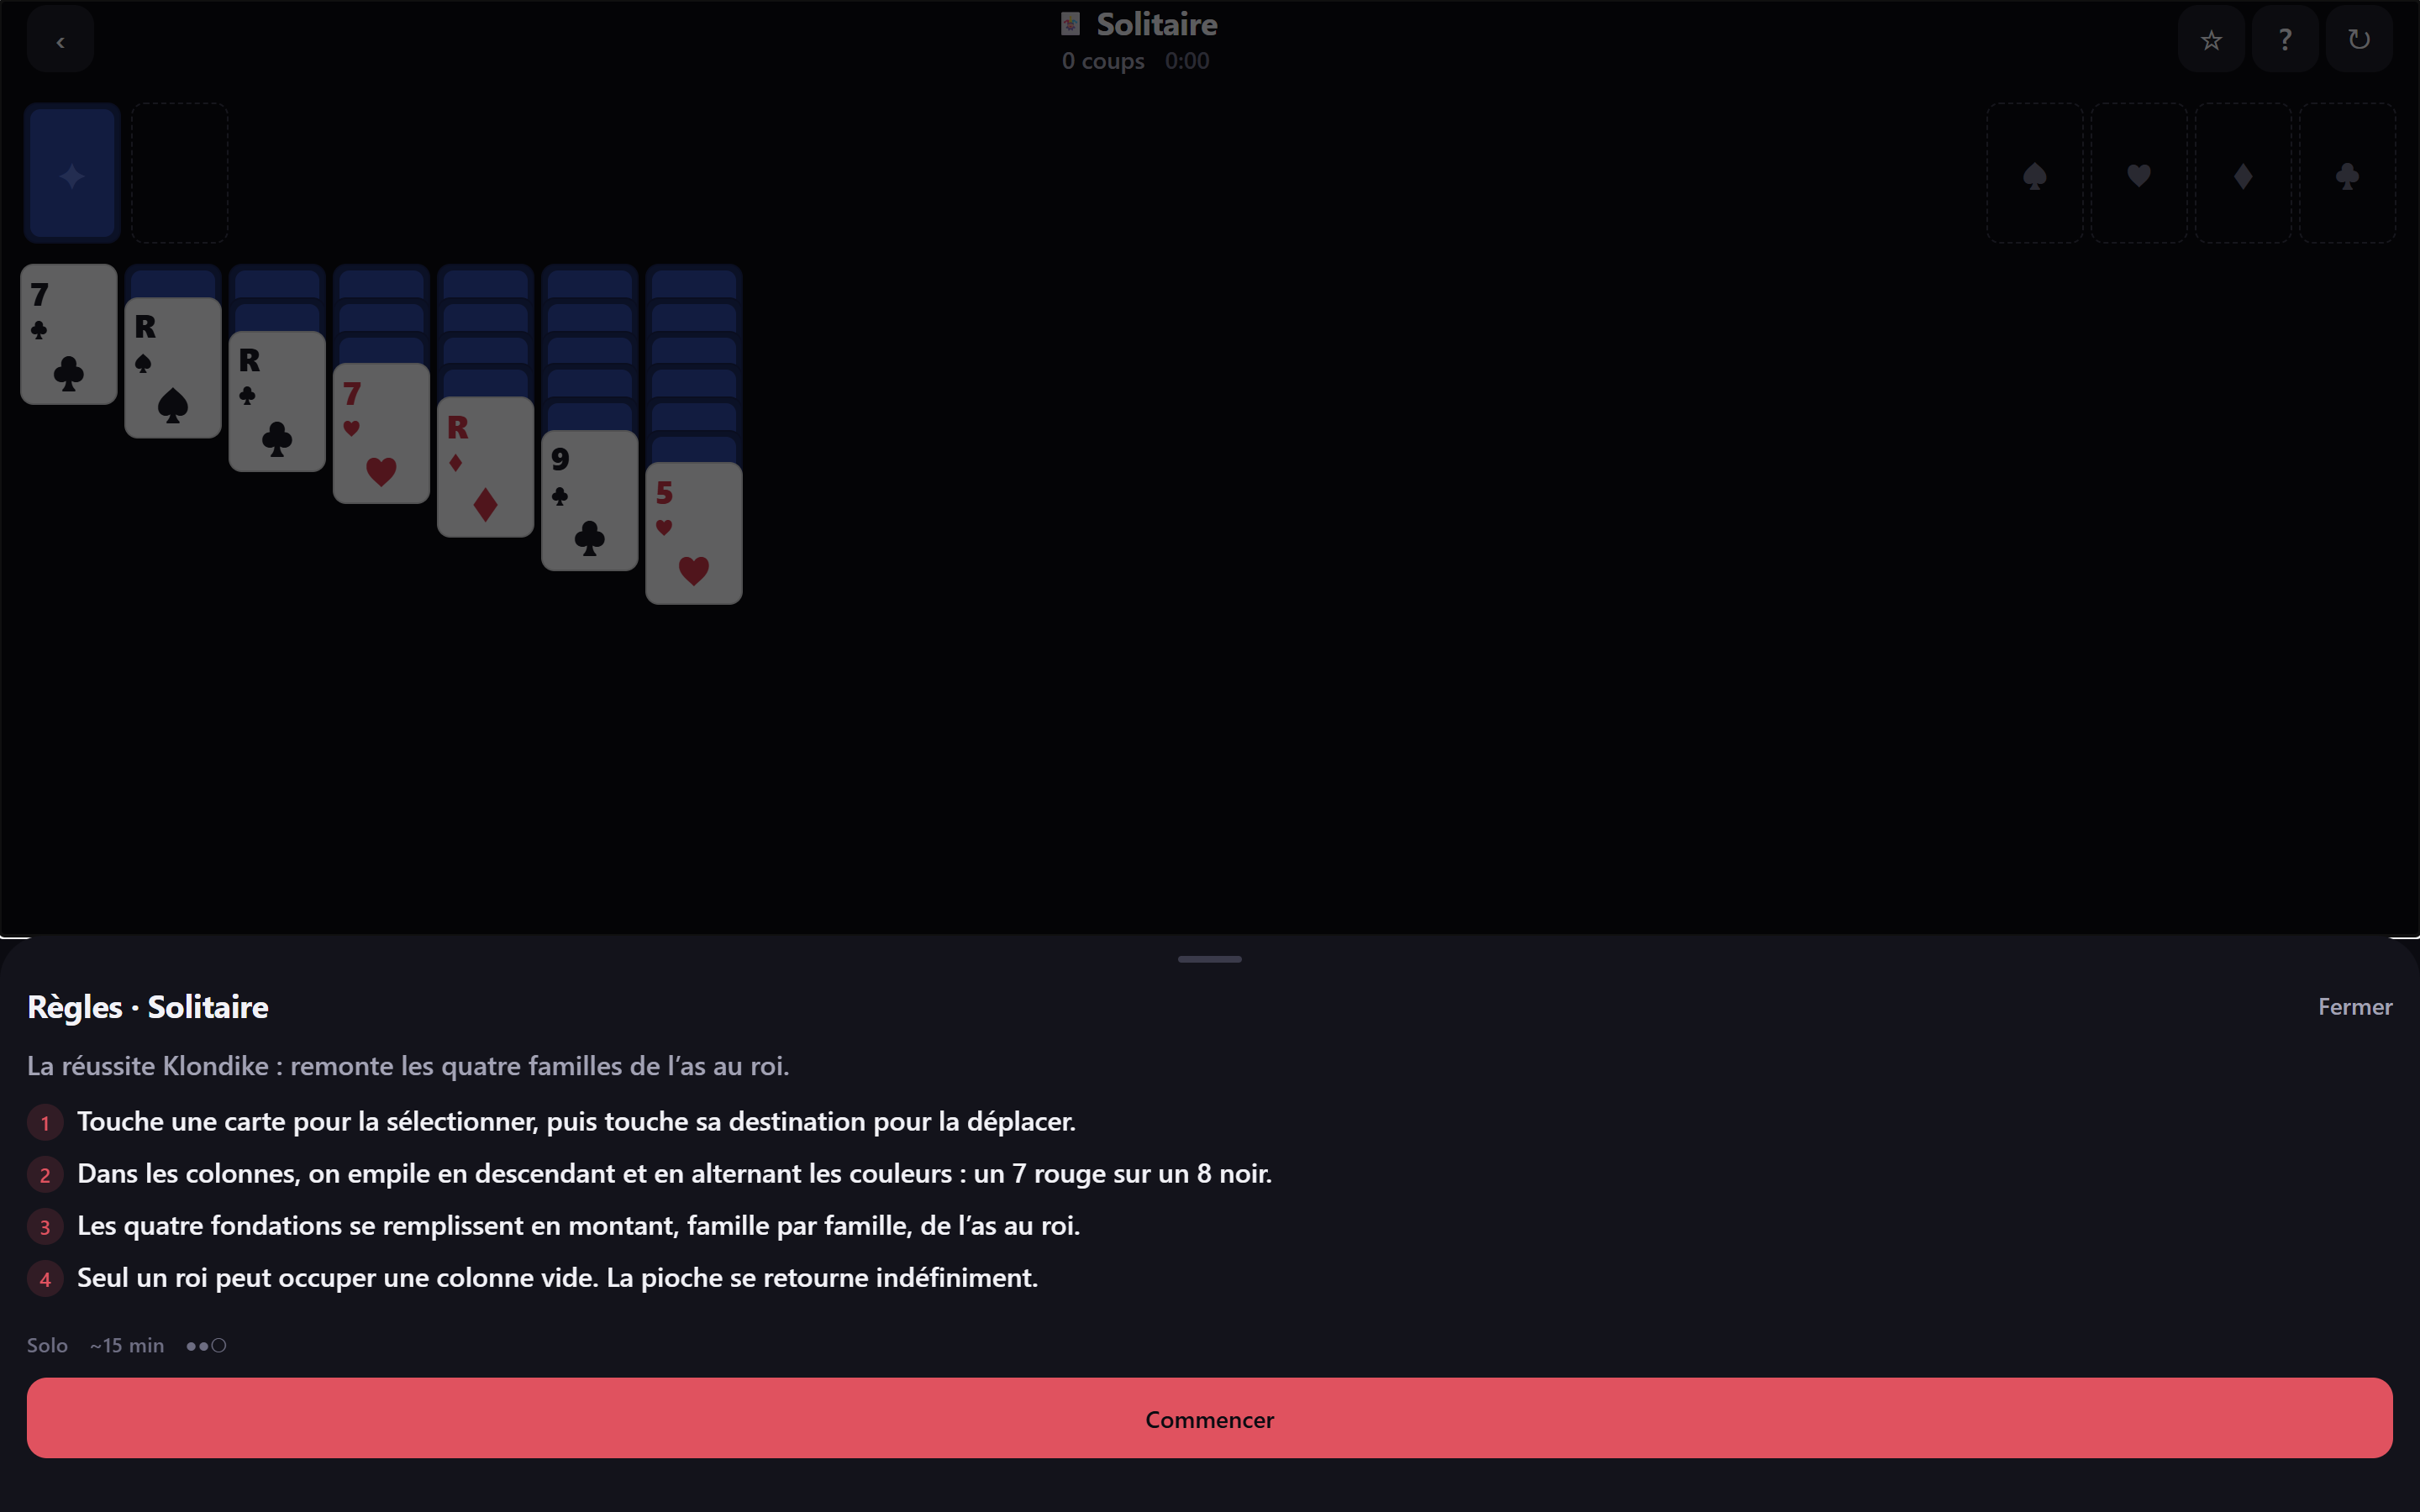 Solitaire
0 coups 0:00
?
7
R
R
7
R
9
5
Règles · Solitaire
Fermer
La réussite Klondike : remonte les quatre familles de l’as au roi.
1 Touche une carte pour la sélectionner, puis touche sa destination pour la déplacer.
2 Dans les colonnes, on empile en descendant et en alternant les couleurs : un 7 rouge sur un 8 noir.
3 Les quatre fondations se remplissent en montant, famille par famille, de l’as au roi.
4 Seul un roi peut occuper une colonne vide. La pioche se retourne indéfiniment.
Solo ~15 min
Commencer